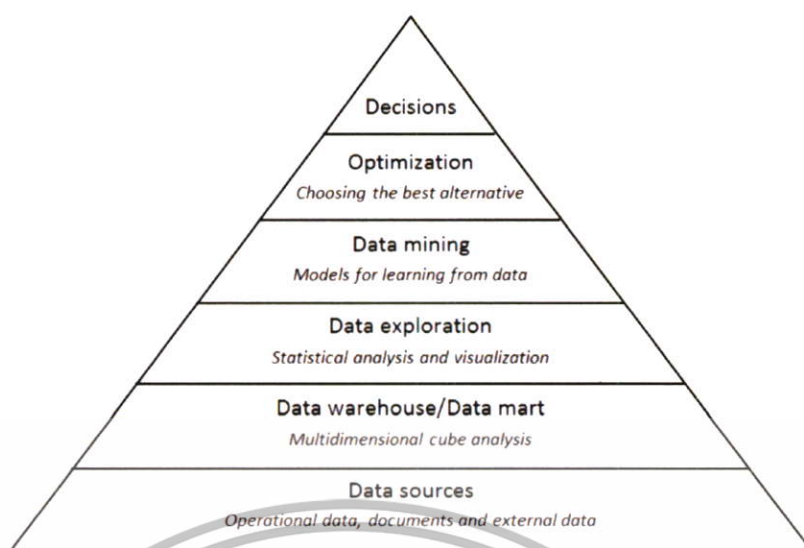 Decisions
Optimization
Choosing the best alternative
Data mining
Models for learning from data
Data exploration
Statistical analysis and visualization
Data warehouse/Data mart
Multidimensional cube analysis
Data sources
Operational data, documents and external data